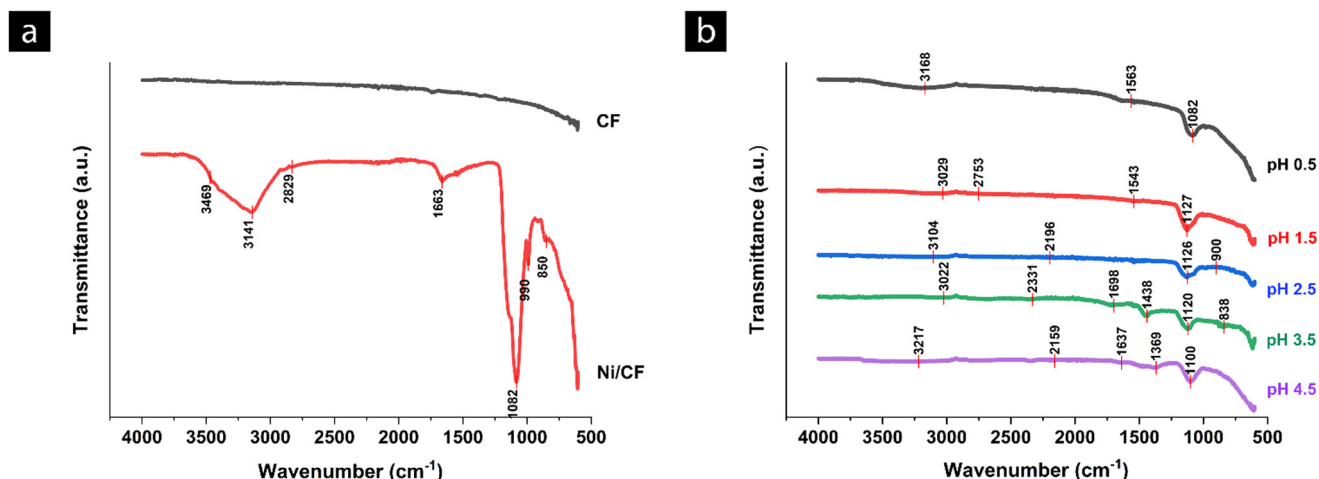 a
Transmittance (a.u.)
CF
3469
3141
2829
1663
1082
990
850
Ni/CF
4000 3500 3000 2500 2000 1500 1000 500
Wavenumber (cm⁻¹)
b
Transmittance (a.u.)
3168
1563
1082
pH 0.5
3029
2753
1543
1127
pH 1.5
3104
2196
1126
900
pH 2.5
3022
2331
1698
1438
1120
838
pH 3.5
3217
2159
1637
1369
1100
pH 4.5
4000 3500 3000 2500 2000 1500 1000 500
Wavenumber (cm⁻¹)